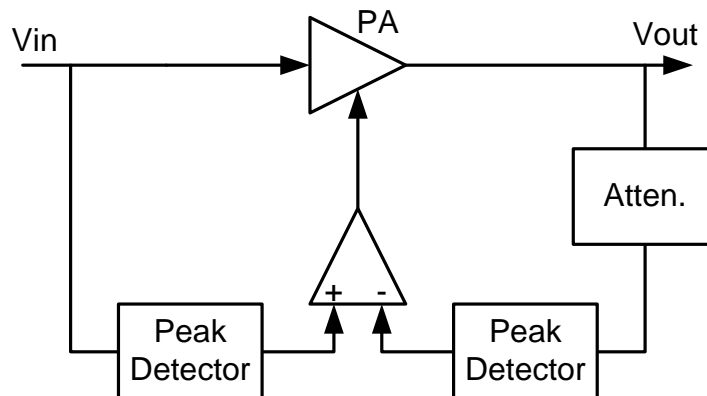 PA
Vin
Vout
Atten.
+ -
Peak
Detector
Peak
Detector